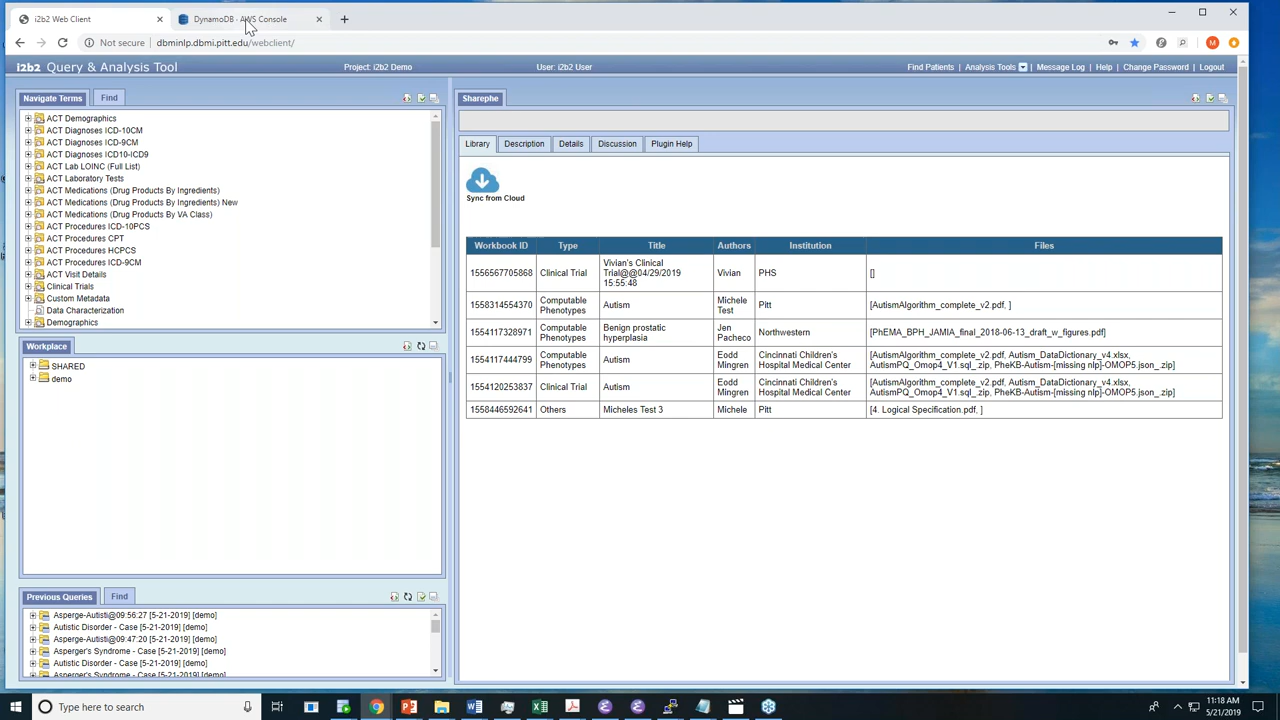 i2b2 Web Client
DynamoDB - AWS Console
Not secure
dbminlp.dbmi.pitt.edu/webclient/
M
i2b2 Query & Analysis Tool
Project: i2b2 Demo
User: i2b2 User
Find Patients | Analysis Tools | Message Log | Help | Change Password | Logout
Navigate Terms
Find
ACT Demographics
ACT Diagnoses ICD-10CM
ACT Diagnoses ICD-9CM
ACT Diagnoses ICD10-ICD9
ACT Lab LOINC (Full List)
ACT Laboratory Tests
ACT Medications (Drug Products By Ingredients)
ACT Medications (Drug Products By Ingredients) New
ACT Medications (Drug Products By VA Class)
ACT Procedures ICD-10PCS
ACT Procedures CPT
ACT Procedures HCPCS
ACT Procedures ICD-9CM
ACT Visit Details
Clinical Trials
Custom Metadata
Data Characterization
Demographics
Workplace
SHARED
demo
Previous Queries
Find
Asperge-Autisti@09:56:27 [5-21-2019] [demo]
Autistic Disorder - Case [5-21-2019] [demo]
Asperge-Autisti@09:47:20 [5-21-2019] [demo]
Asperger's Syndrome - Case [5-21-2019] [demo]
Autistic Disorder - Case [5-21-2019] [demo]
Asperger's Syndrome - Case [5-21-2019] [demo]
Sharephe
Library
Description
Details
Discussion
Plugin Help
Sync from Cloud
Workbook ID Type Title Authors Institution Files
1556567705868 Clinical Trial Vivian's Clinical Trial@@04/29/2019 15:55:48 Vivian PHS []
1558314554370 Computable Phenotypes Autism Michele Test Pitt [AutismAlgorithm_complete_v2.pdf, ]
1554117328971 Computable Phenotypes Benign prostatic hyperplasia Jen Pacheco Northwestern [PhEMA_BPH_JAMIA_final_2018-06-13_draft_w_figures.pdf]
1554117444799 Computable Phenotypes Autism Eodd Mingren Cincinnati Children's Hospital Medical Center [AutismAlgorithm_complete_v2.pdf, Autism_DataDictionary_v4.xlsx, AutismPQ_Omop4_V1.sql_.zip, PheKB-Autism-[missing nlp]-OMOP5.json_.zip]
1554120253837 Clinical Trial Autism Eodd Mingren Cincinnati Children's Hospital Medical Center [AutismAlgorithm_complete_v2.pdf, Autism_DataDictionary_v4.xlsx, AutismPQ_Omop4_V1.sql_.zip, PheKB-Autism-[missing nlp]-OMOP5.json_.zip]
1558446592641 Others Micheles Test 3 Michele Pitt [4. Logical Specification.pdf, ]
Type here to search
11:18 AM
5/21/2019